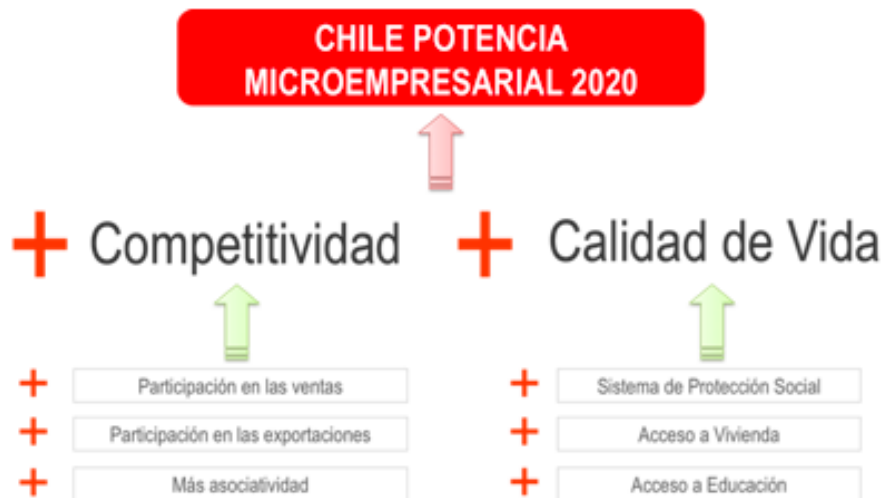 CHILE POTENCIA
MICROEMPRESARIAL 2020
+ Competitividad
+ Calidad de Vida
+ Participación en las ventas
+ Participación en las exportaciones
+ Más asociatividad
+ Sistema de Protección Social
+ Acceso a Vivienda
+ Acceso a Educación